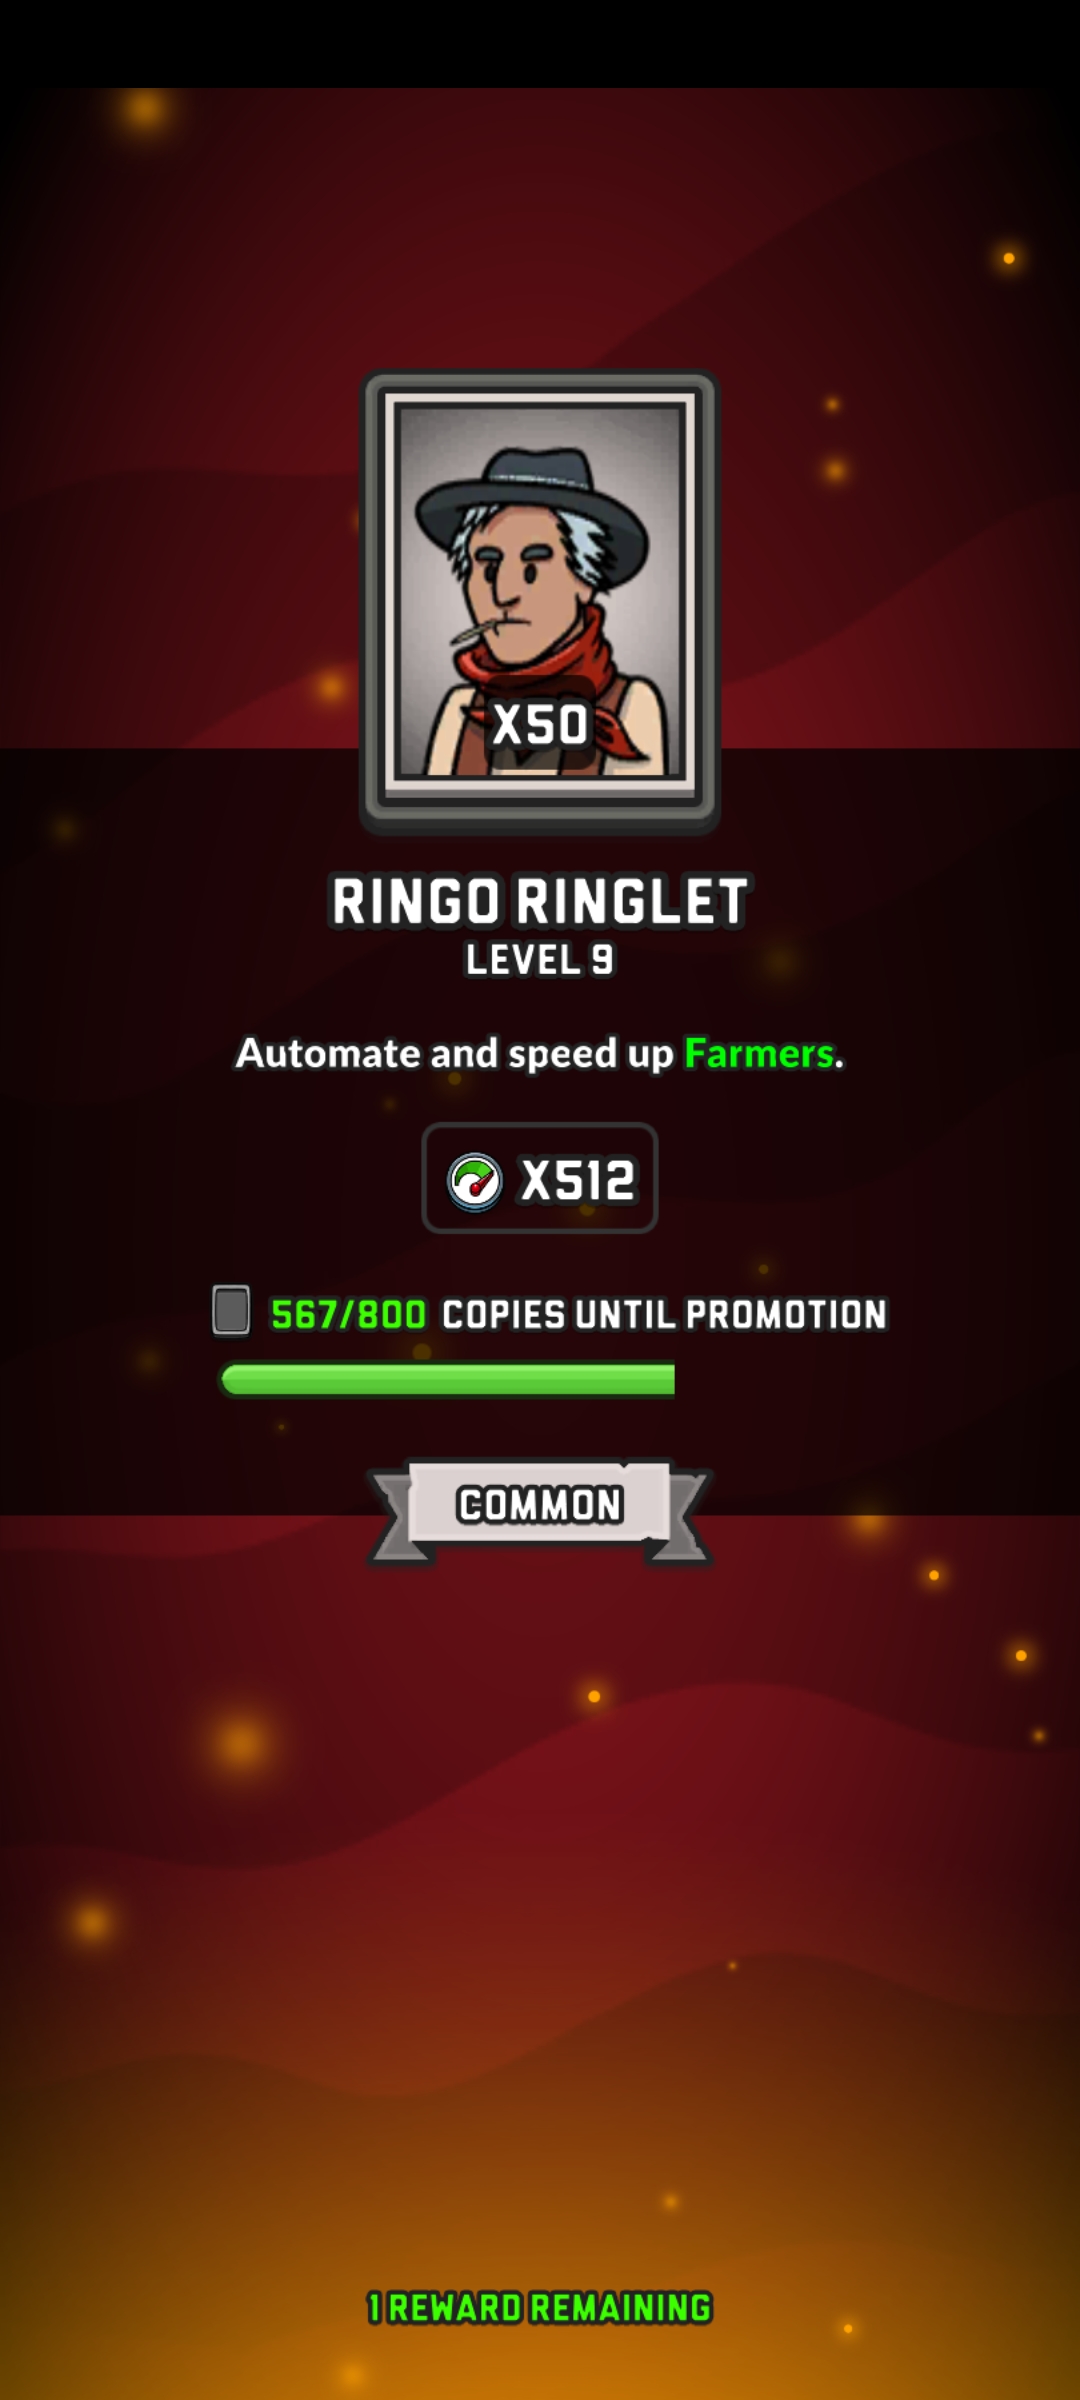 X50
RINGO RINGLET
LEVEL 9
Automate and speed up Farmers.
X512
567/800 COPIES UNTIL PROMOTION
COMMON
1 REWARD REMAINING